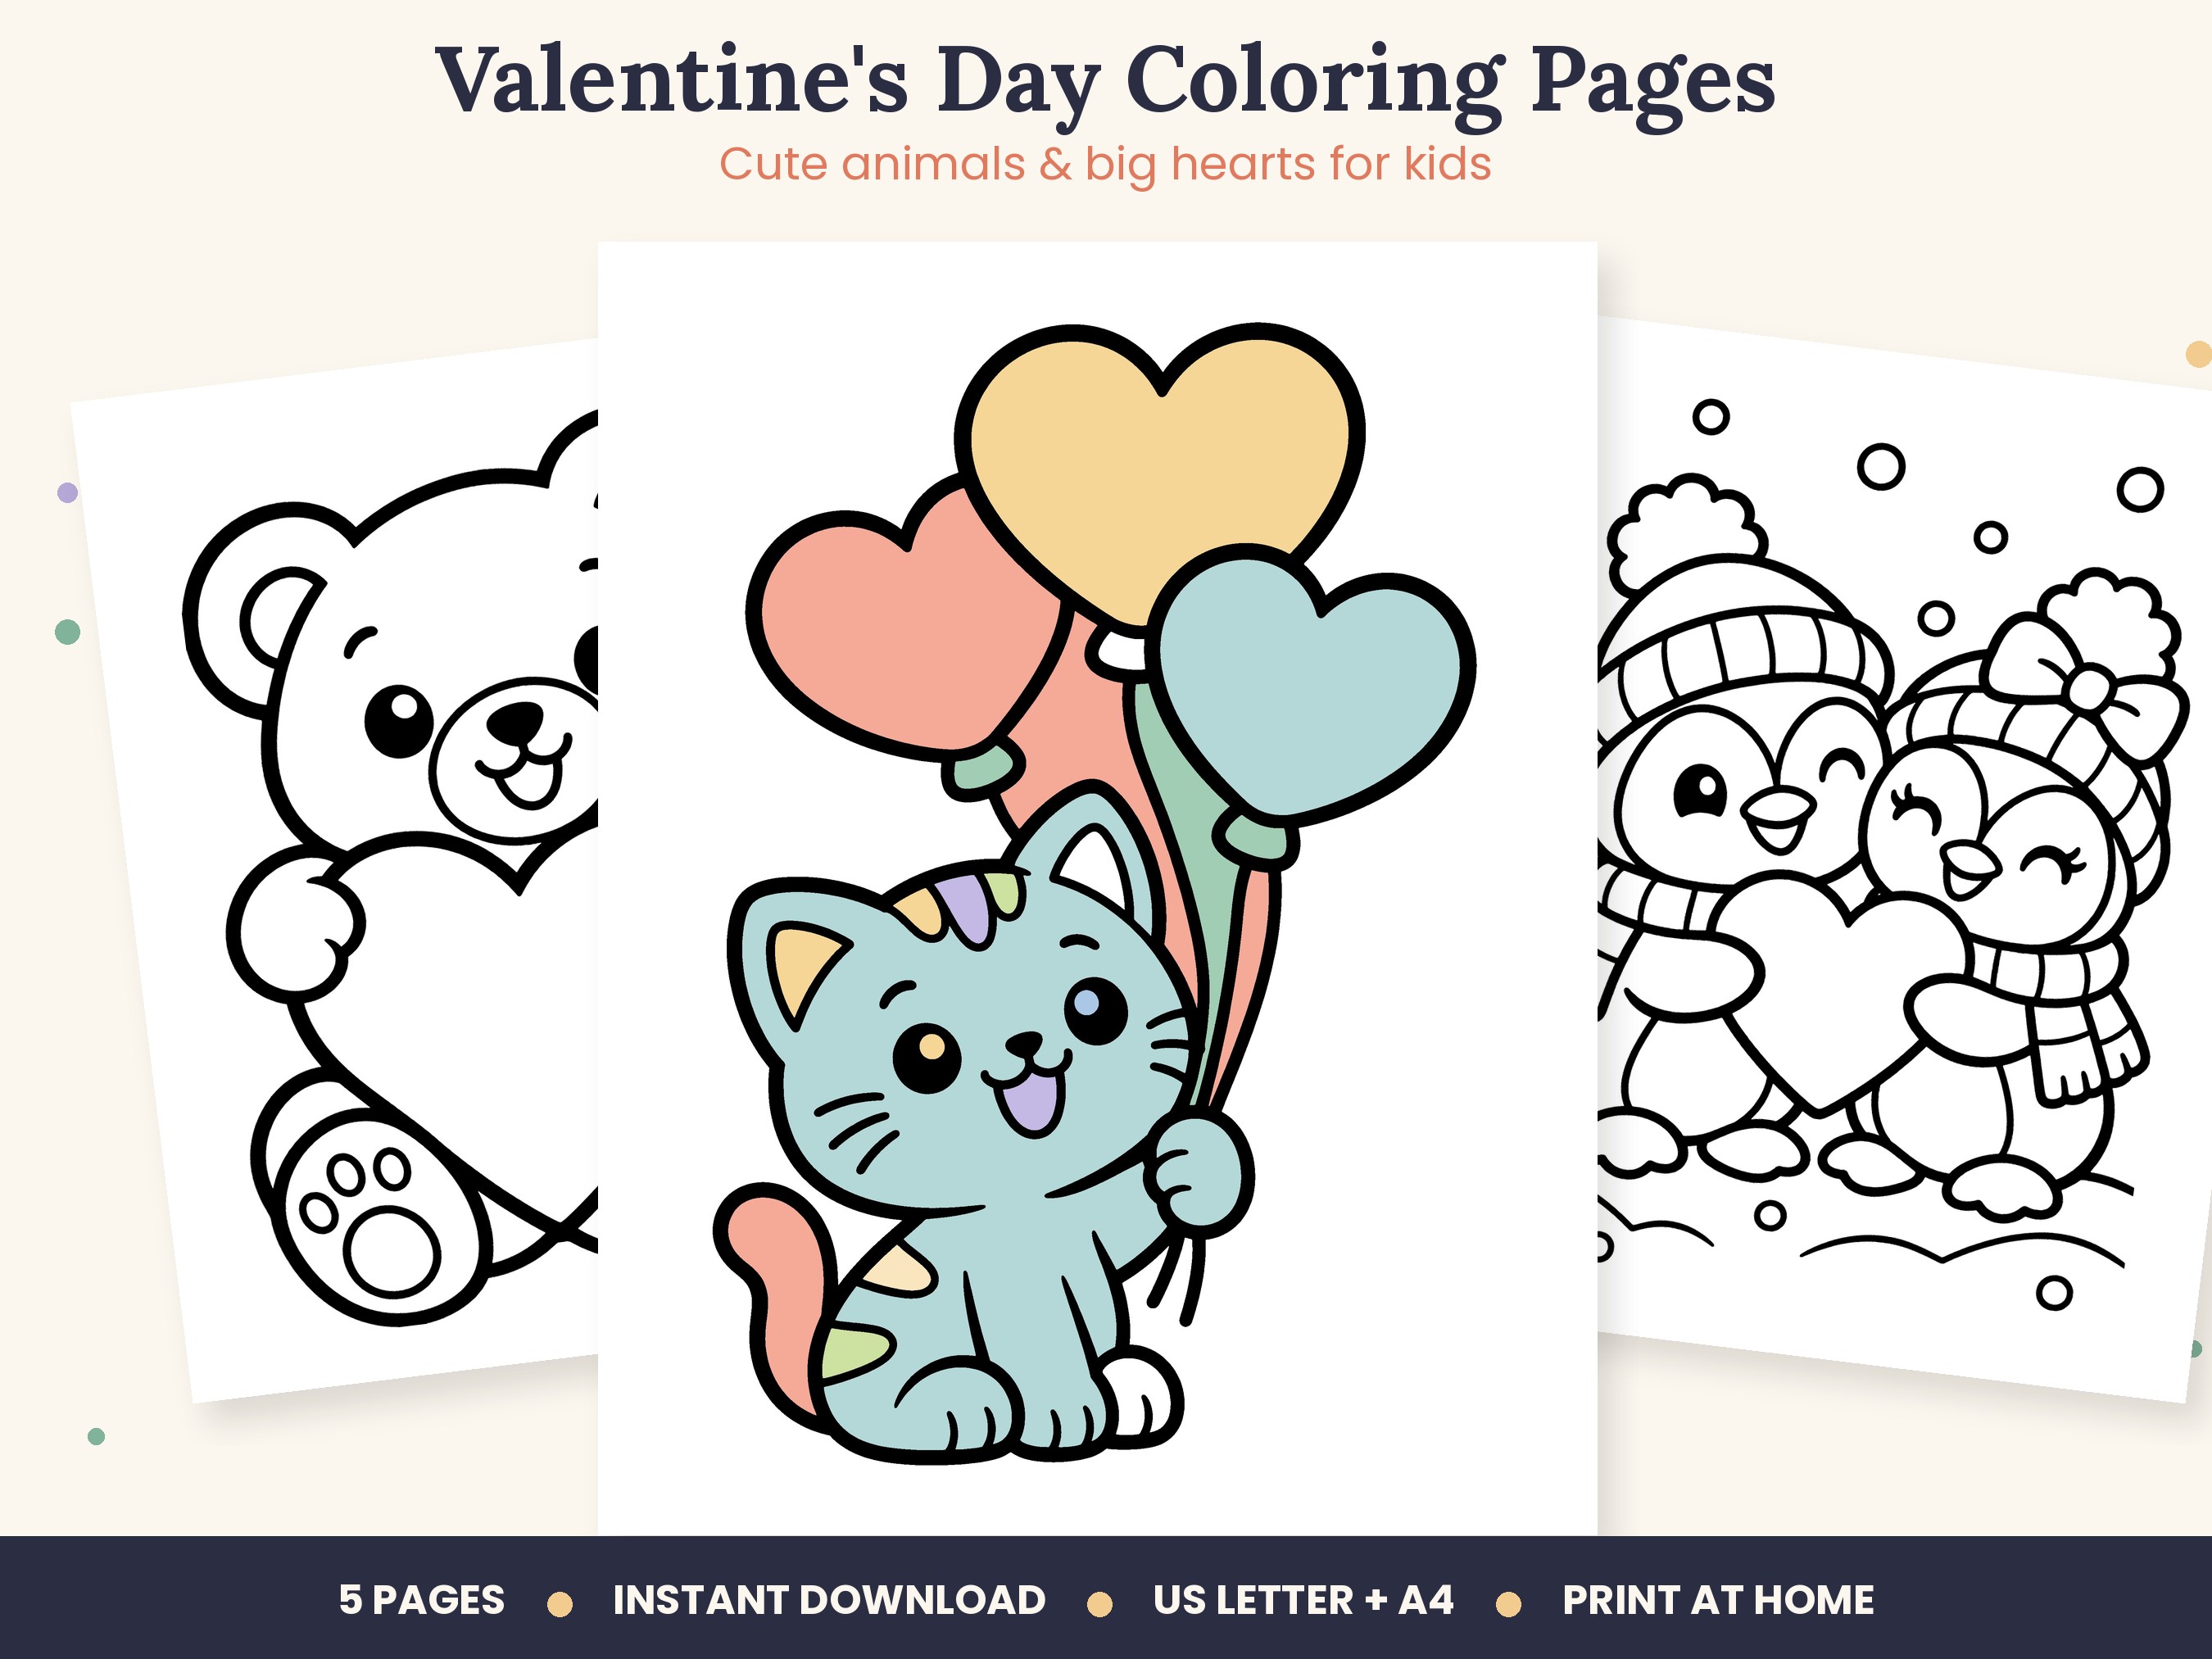 Valentine's Day Coloring Pages
Cute animals & big hearts for kids
5 PAGES ● INSTANT DOWNLOAD ● US LETTER + A4 ● PRINT AT HOME